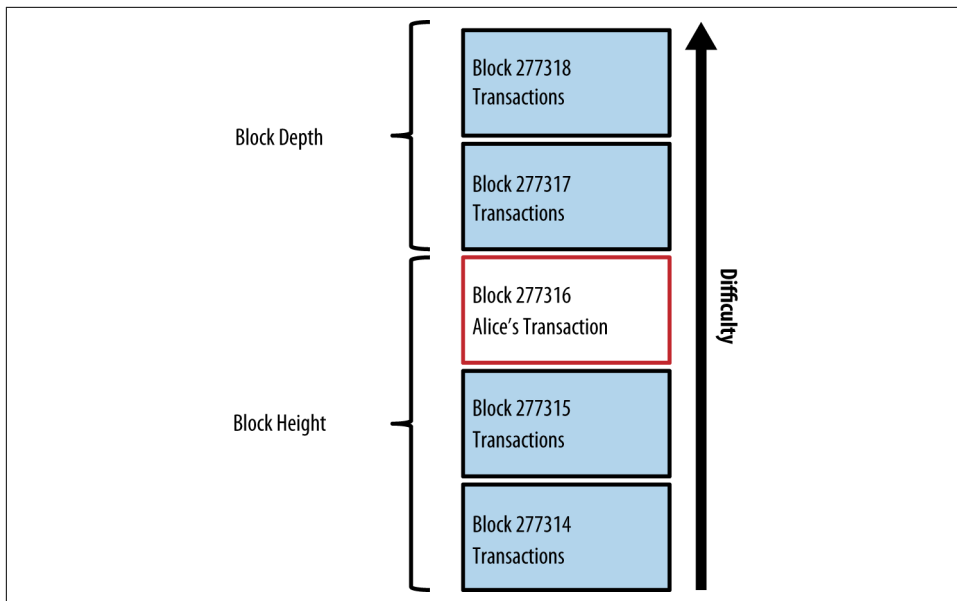 Block 277318
Transactions
Block Depth
Block 277317
Transactions
Block 277316
Alice’s Transaction
Difficulty
Block Height
Block 277315
Transactions
Block 277314
Transactions